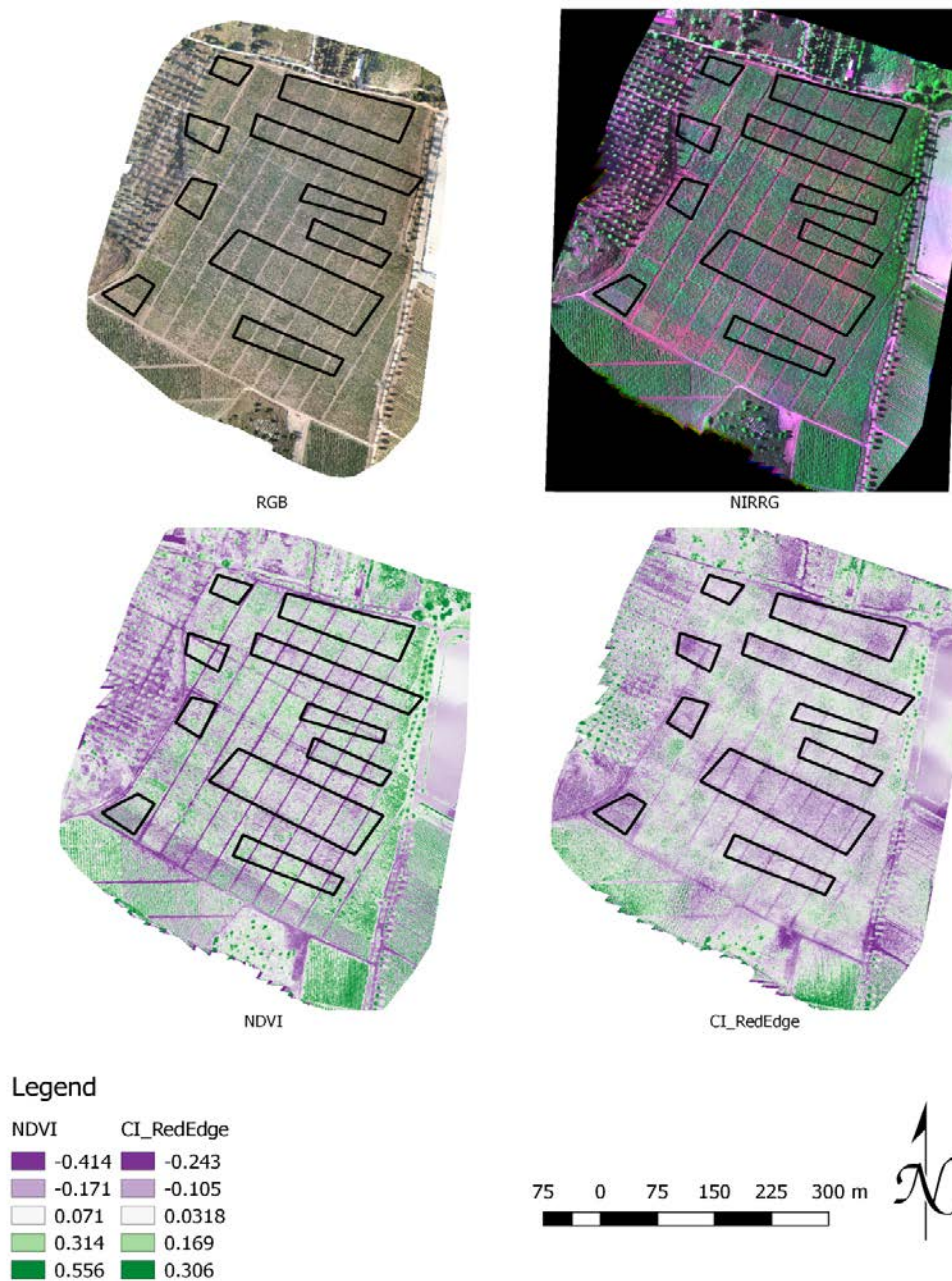 RGB
NIRRG
NDVI
CI_RedEdge
Legend
NDVI CI_RedEdge
-0.414 -0.243
-0.171 -0.105
0.071 0.0318
0.314 0.169
0.556 0.306
75 0 75 150 225 300 m
N